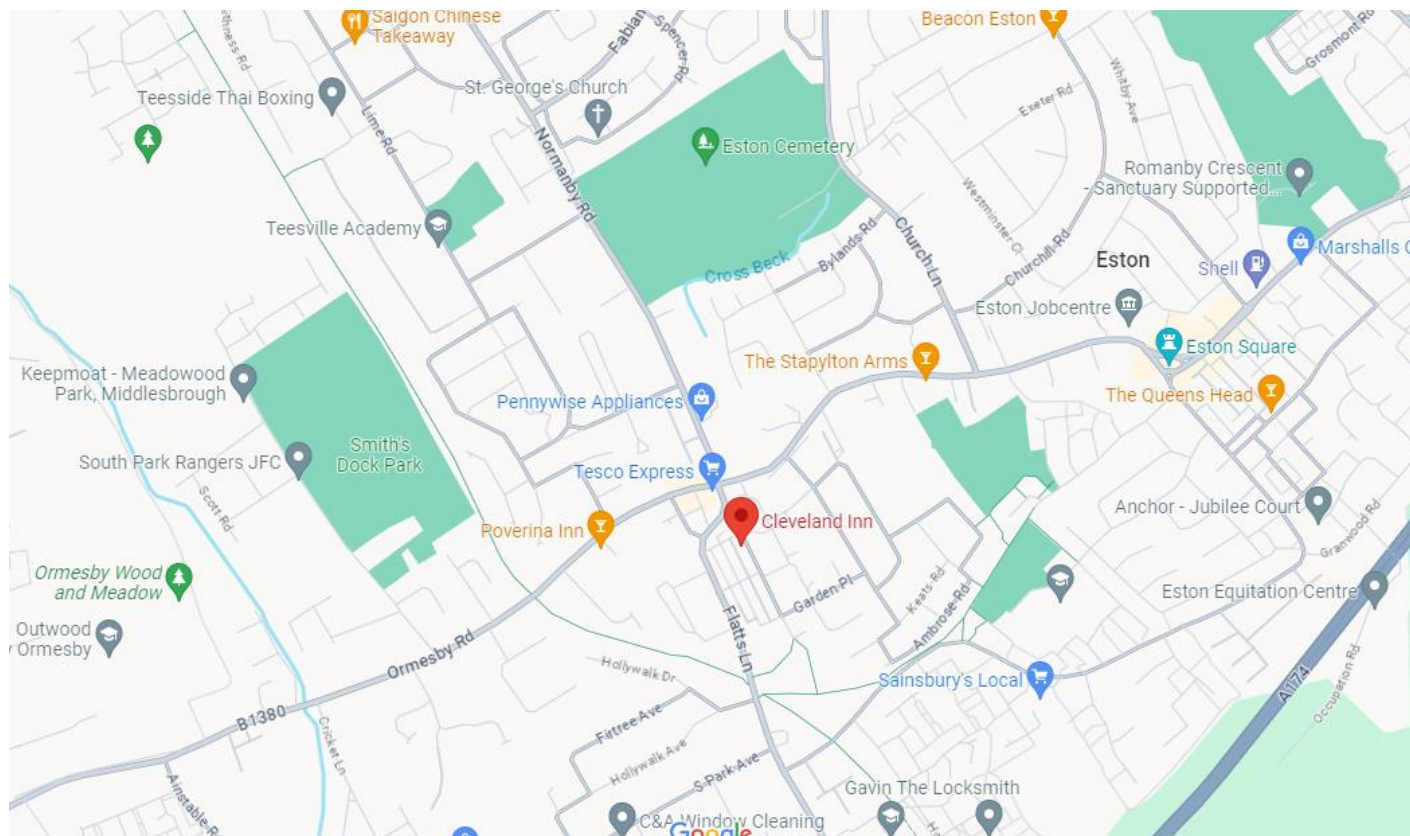 Saigon Chinese
Takeaway
Fabian
Spencer Rd
Beacon Eston
Grosmont Rd
Teesside Thai Boxing
St. George's Church
Whitby Ave
Exeter Rd
Lime Rd
Normanby Rd
Eston Cemetery
Romanby Crescent
- Sanctuary Supported...
Westminster Cl
Teesville Academy
Bylands Rd
Church Ln
Churchill Rd
Marshalls
Cross Beck
Eston
Shell
Eston Jobcentre
Eston Square
The Stapylton Arms
Keepmoat - Meadowood
Park, Middlesbrough
The Queens Head
Pennywise Appliances
Smith's
Dock Park
South Park Rangers JFC
Tesco Express
Scott Rd
Anchor - Jubilee Court
Cleveland Inn
Poverina Inn
Granwood Rd
Ormesby Wood
and Meadow
Keats Rd
Garden Pl
Ambrose Rd
Eston Equitation Centre
Outwood
Ormesby
Flatts Ln
Ormesby Rd
Hollywalk Dr
Sainsbury's Local
A174
Occupation Rd
B1380
Cricket Ln
Firtree Ave
Hollywalk Ave
S Park Ave
Gavin The Locksmith
C&A Window Cleaning
Google